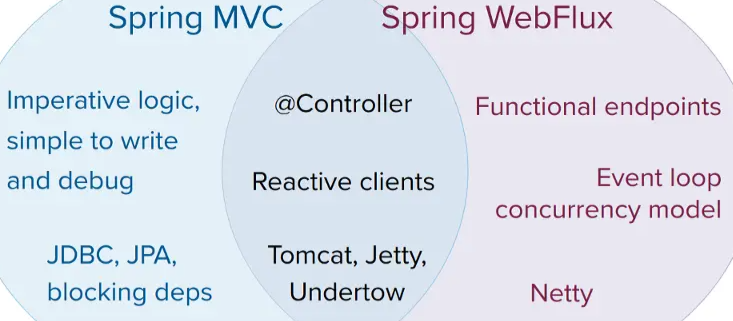 Spring MVC
Spring WebFlux
Imperative logic,
simple to write
and debug
JDBC, JPA,
blocking deps
@Controller
Reactive clients
Tomcat, Jetty,
Undertow
Functional endpoints
Event loop
concurrency model
Netty